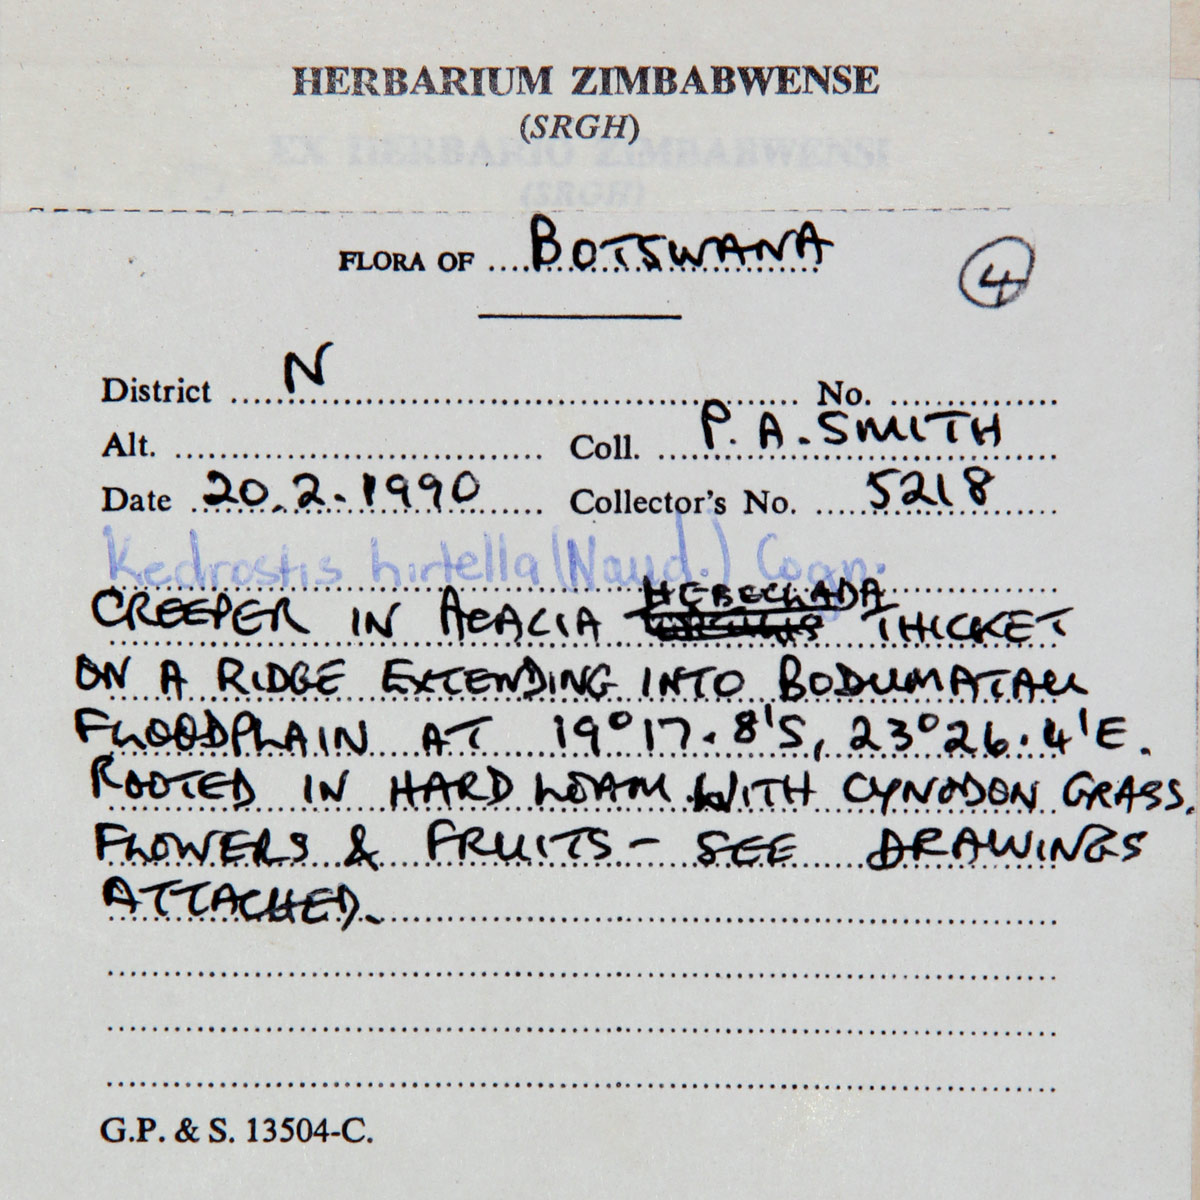 HERBARIUM ZIMBABWENSE
(SRGH)
EX HERBARIO ZIMBABWENSI
(SRGH)
FLORA OF BOTSWANA
4
District N No.
Alt. Coll. P. A. SMITH
Date 20.2.1990 Collector's No. 5218
Kedrostis hirtella (Naud.) Cogn.
CREEPER IN ACACIA HEBECLADA THICKET
ON A RIDGE EXTENDING INTO BODUMATAU
FLOODPLAIN AT 19°17.8'S, 23°26.4'E.
ROOTED IN HARD LOAM WITH CYNODON GRASS.
FLOWERS & FRUITS - SEE DRAWINGS
ATTACHED.
G.P. & S. 13504-C.